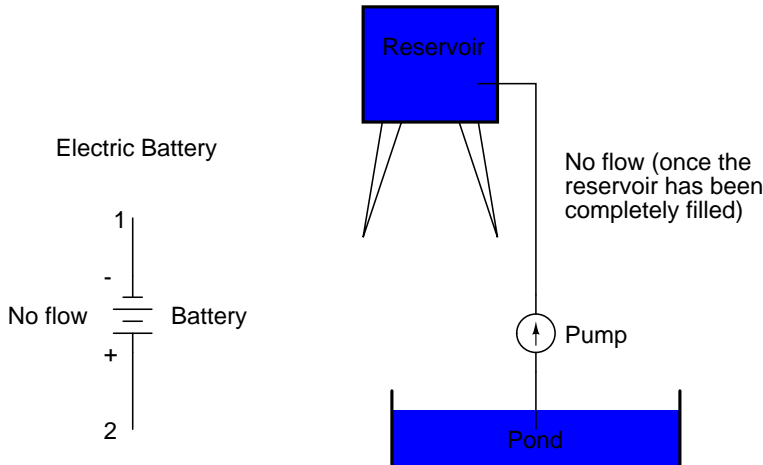 Reservoir
Electric Battery
No flow (once the
reservoir has been
completely filled)
1
-
No flow
Battery
+
Pump
2
Pond